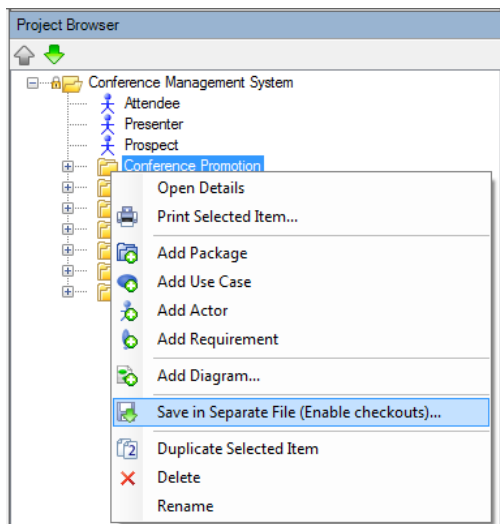 Project Browser
Conference Management System
Attendee
Presenter
Prospect
Conference Promotion
Open Details
Print Selected Item...
Add Package
Add Use Case
Add Actor
Add Requirement
Add Diagram...
Save in Separate File (Enable checkouts)...
Duplicate Selected Item
Delete
Rename